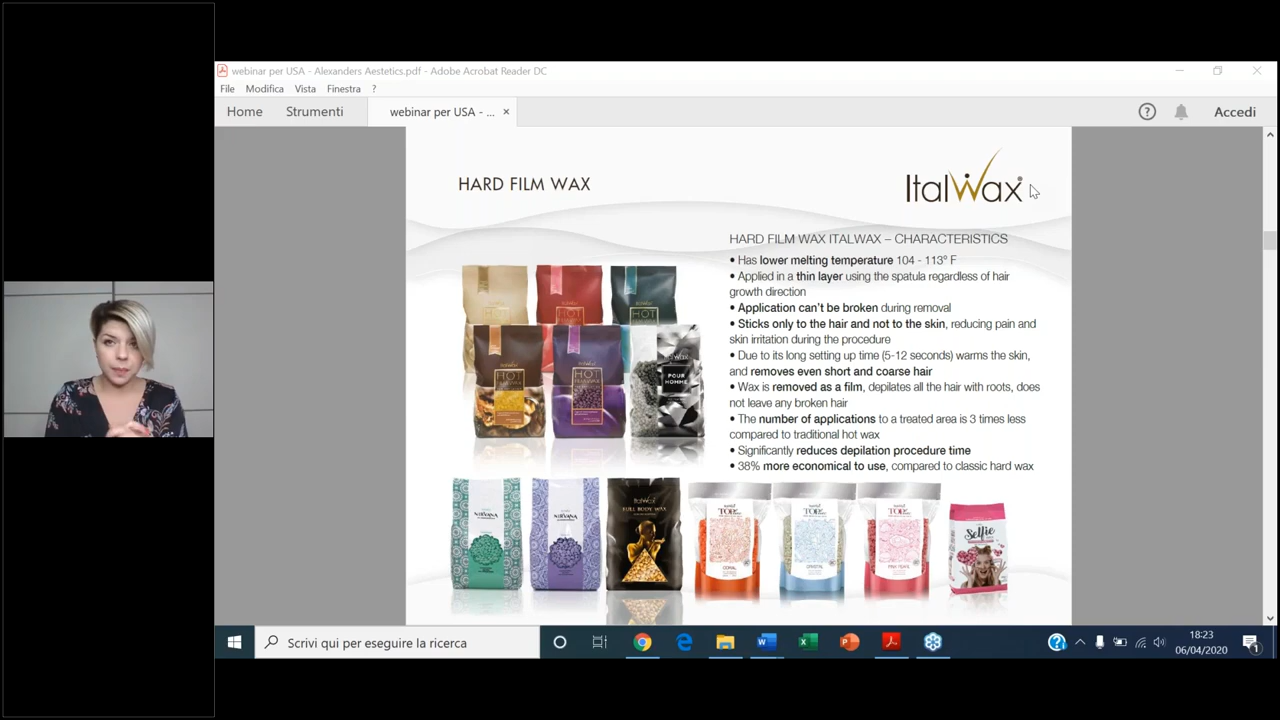 webinar per USA - Alexanders Aestetics.pdf - Adobe Acrobat Reader DC
File Modifica Vista Finestra ?
Home Strumenti webinar per USA - ... × Accedi
HARD FILM WAX
ItalWax
HARD FILM WAX ITALWAX – CHARACTERISTICS
• Has lower melting temperature 104 - 113º F
• Applied in a thin layer using the spatula regardless of hair
growth direction
• Application can't be broken during removal
• Sticks only to the hair and not to the skin, reducing pain and
skin irritation during the procedure
• Due to its long setting up time (5-12 seconds) warms the skin,
and removes even short and coarse hair
• Wax is removed as a film, depilates all the hair with roots, does
not leave any broken hair
• The number of applications to a treated area is 3 times less
compared to traditional hot wax
• Significantly reduces depilation procedure time
• 38% more economical to use, compared to classic hard wax
HOT
HOT
POUR
HOMME
NIRVANA
NIRVANA
ItalWax
FULL BODY WAX
TOP
CORAL
TOP
CRYSTAL
TOP
PINK PEARL
Selfie
Scrivi qui per eseguire la ricerca
18:23
06/04/2020
1